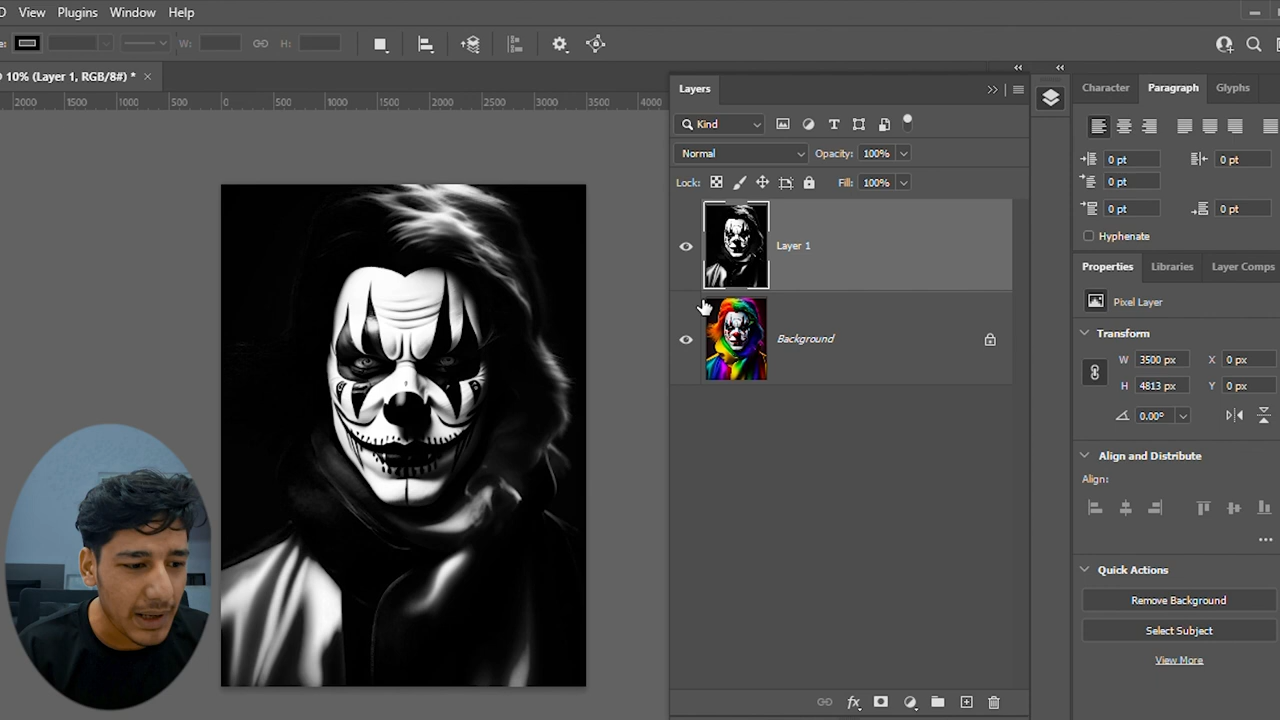 View Plugins Window Help
W: H:
10% (Layer 1, RGB/8#) *
2000 1500 1000 500 0 500 1000 1500 2000 2500 3000 3500 4000
Layers
Kind
Normal Opacity: 100%
Lock: Fill: 100%
Layer 1
Background
Character Paragraph Glyphs
0 pt 0 pt
0 pt
0 pt 0 pt
Hyphenate
Properties Libraries Layer Comps
Pixel Layer
Transform
W 3500 px X 0 px
H 4813 px Y 0 px
0.00°
Align and Distribute
Align:
Quick Actions
Remove Background
Select Subject
View More